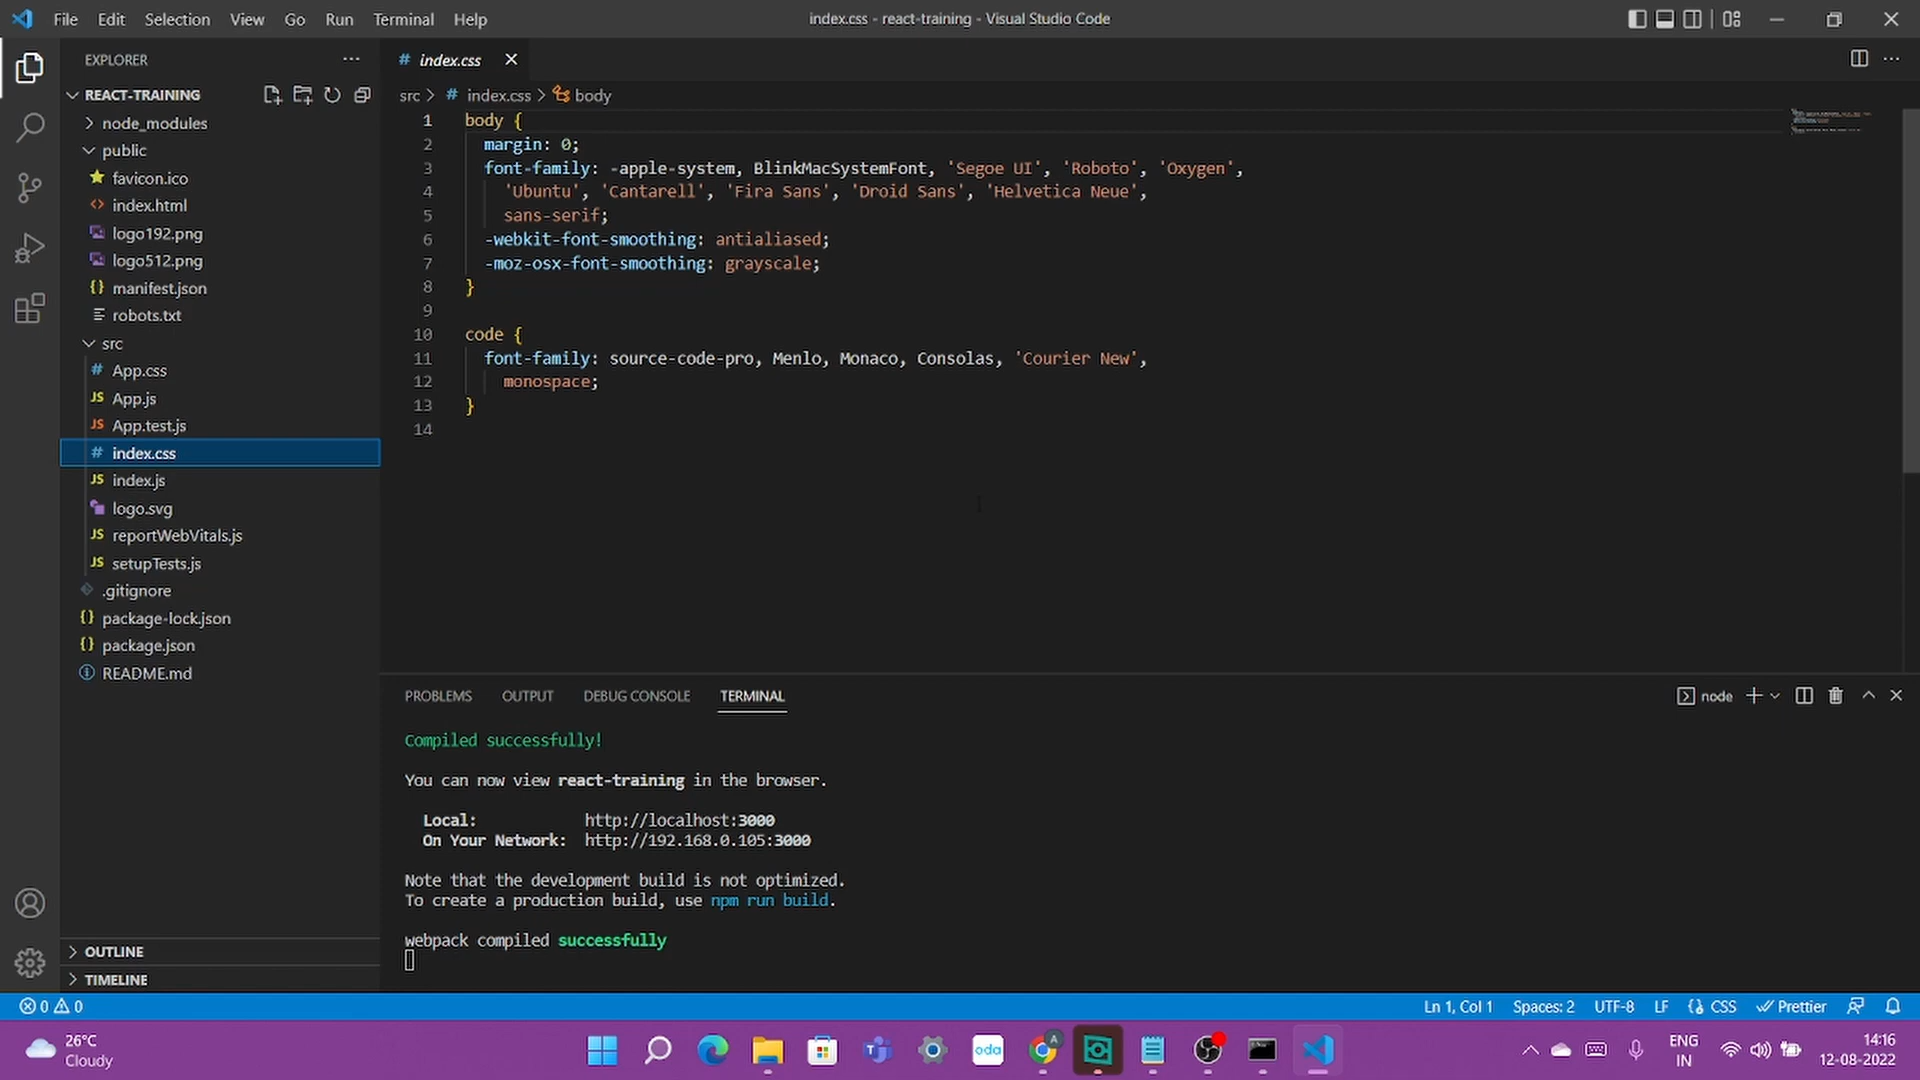 File Edit Selection View Go Run Terminal Help
index.css - react-training - Visual Studio Code
EXPLORER
REACT-TRAINING
node_modules
public
favicon.ico
index.html
logo192.png
logo512.png
manifest.json
robots.txt
src
App.css
App.js
App.test.js
index.css
index.js
logo.svg
reportWebVitals.js
setupTests.js
.gitignore
package-lock.json
package.json
README.md
OUTLINE
TIMELINE
# index.css
src > # index.css > body
1 body {
2 margin: 0;
3 font-family: -apple-system, BlinkMacSystemFont, 'Segoe UI', 'Roboto', 'Oxygen',
4 'Ubuntu', 'Cantarell', 'Fira Sans', 'Droid Sans', 'Helvetica Neue',
5 sans-serif;
6 -webkit-font-smoothing: antialiased;
7 -moz-osx-font-smoothing: grayscale;
8 }
9
10 code {
11 font-family: source-code-pro, Menlo, Monaco, Consolas, 'Courier New',
12 monospace;
13 }
14
PROBLEMS OUTPUT DEBUG CONSOLE TERMINAL
node
Compiled successfully!
You can now view react-training in the browser.
Local: http://localhost:3000
On Your Network: http://192.168.0.105:3000
Note that the development build is not optimized.
To create a production build, use npm run build.
webpack compiled successfully
0 0
Ln 1, Col 1 Spaces: 2 UTF-8 LF CSS Prettier
26°C
Cloudy
oda
A
ENG
IN
14:16
12-08-2022